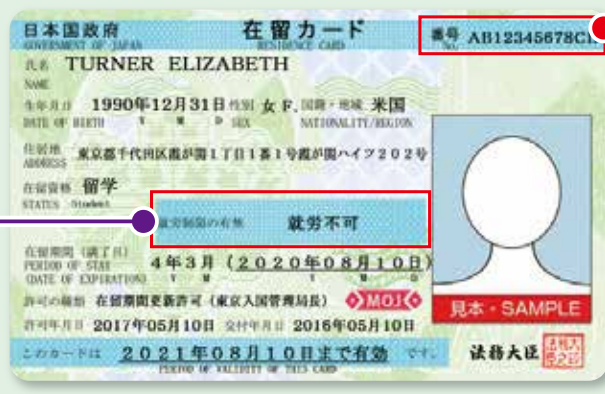 日本国政府 在留カード 番号 AB12345678C
GOVERNMENT OF JAPAN RESIDENCE CARD No.
氏名 TURNER ELIZABETH
NAME
生年月日 1990年12月31日 性別 女 F. 国籍・地域 米国
DATE OF BIRTH Y M D SEX NATIONALITY/REGION
住居地 東京都千代田区霞が関1丁目1番1号霞が関ハイツ202号
ADDRESS
在留資格 留学
STATUS Student
就労制限の有無 就労不可
在留期間(満了日) 4年3月(2020年08月10日)
PERIOD OF STAY
(DATE OF EXPIRATION) Y M Y M D
許可の種類 在留期間更新許可(東京入国管理局長) MOJ
見本・SAMPLE
許可年月日 2017年05月10日 交付年月日 2016年05月10日
このカードは 2021年08月10日まで有効 です。 法務大臣
PERIOD OF VALIDITY OF THIS CARD